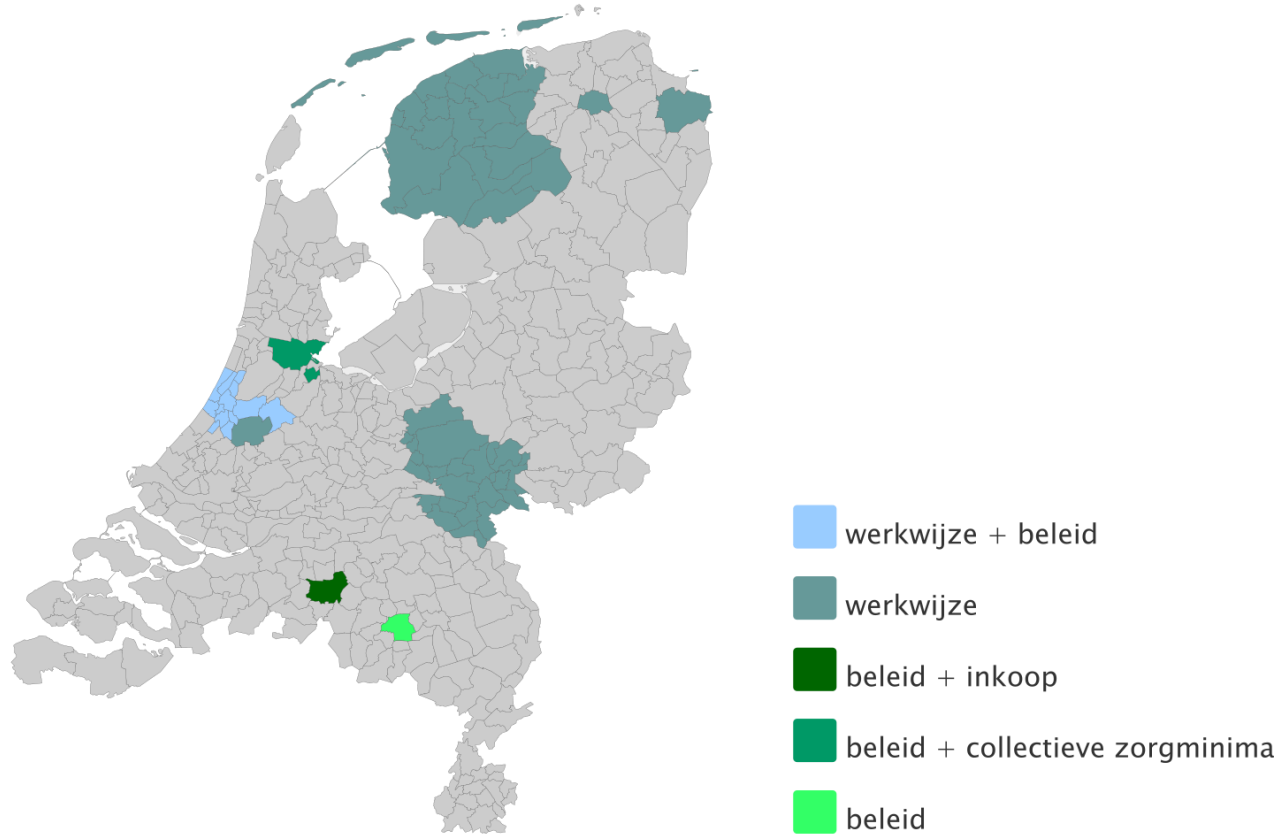 werkwijze + beleid
werkwijze
beleid + inkoop
beleid + collectieve zorgminima
beleid